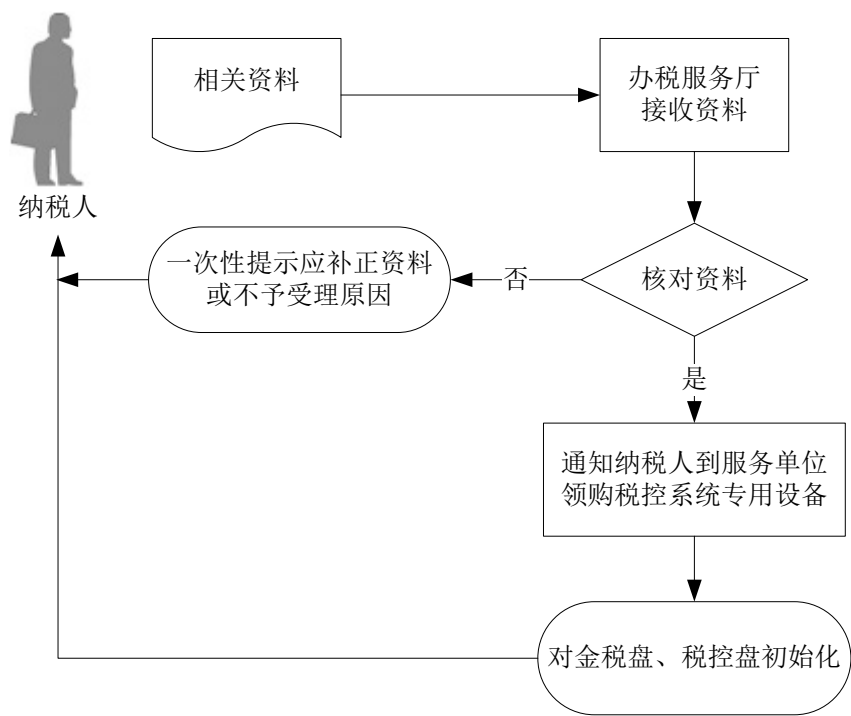 相关资料
办税服务厅
接收资料
纳税人
一次性提示应补正资料
或不予受理原因
否
核对资料
是
通知纳税人到服务单位
领购税控系统专用设备
对金税盘、税控盘初始化